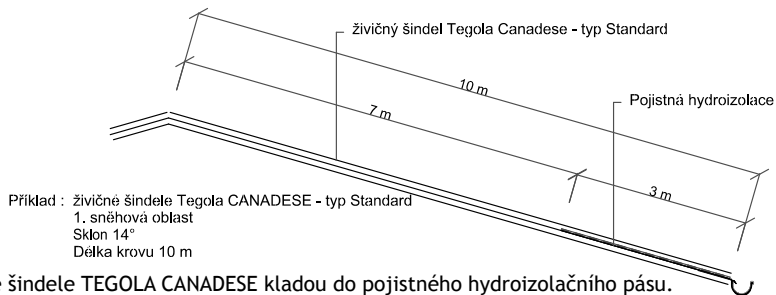 živičný šindel Tegola Canadese - typ Standard
10 m
Pojistná hydroizolace
7 m
3 m
Příklad : živičné šindele Tegola CANADESE - typ Standard
1. sněhová oblast
Sklon 14°
Délka krovu 10 m
šindele TEGOLA CANADESE kladou do pojistného hydroizolačního pásu.